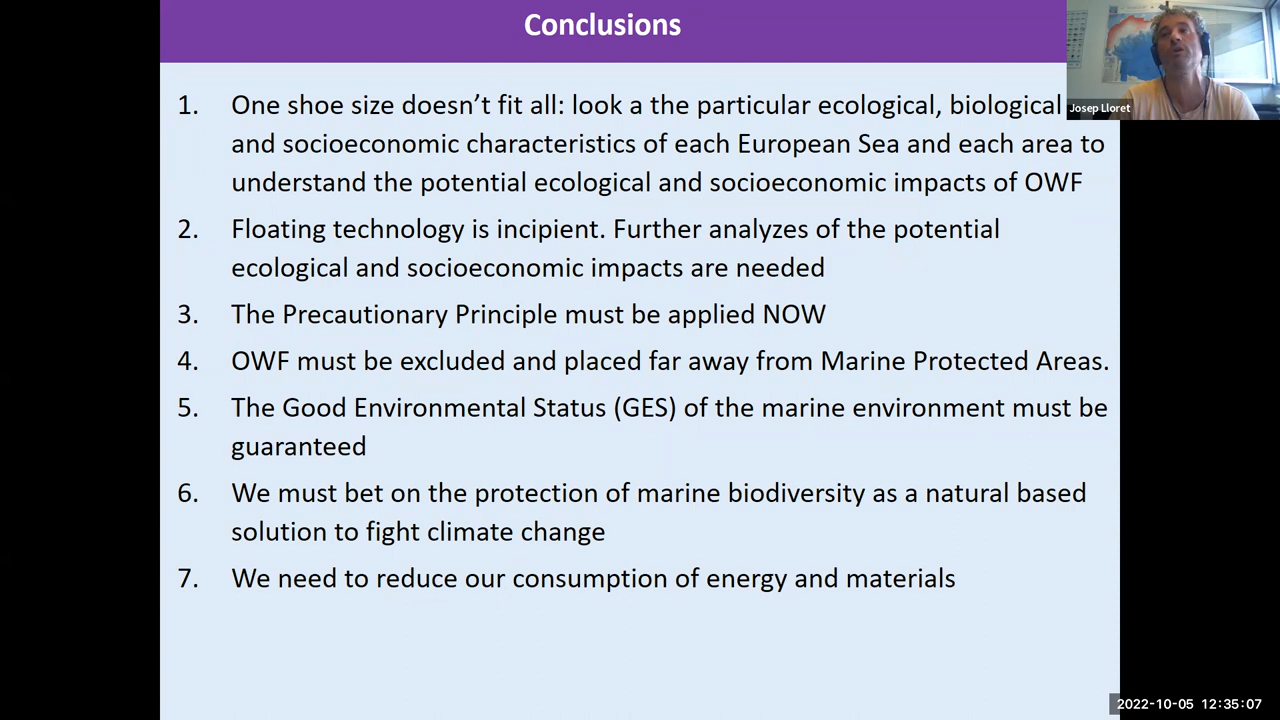 Conclusions
Josep Lloret
1. One shoe size doesn't fit all: look a the particular ecological, biological
and socioeconomic characteristics of each European Sea and each area to
understand the potential ecological and socioeconomic impacts of OWF
2. Floating technology is incipient. Further analyzes of the potential
ecological and socioeconomic impacts are needed
3. The Precautionary Principle must be applied NOW
4. OWF must be excluded and placed far away from Marine Protected Areas.
5. The Good Environmental Status (GES) of the marine environment must be
guaranteed
6. We must bet on the protection of marine biodiversity as a natural based
solution to fight climate change
7. We need to reduce our consumption of energy and materials
2022-10-05 12:35:07